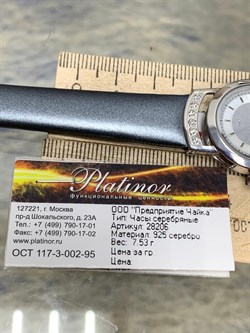 Platinor
функциональные ценности
127221, г. Москва
пр-д Шокальского, д. 23А
Тел.: +7 (499) 790-17-01
Факс: +7 (499) 790-17-02
www.platinor.ru
ОСТ 117-3-002-95
ООО "Предприятие Чайка"
Тип: Часы серебряные
Артикул: 28206
Материал: 925 серебро
Вес: 7.53 г
Цена за гр.
Цена: